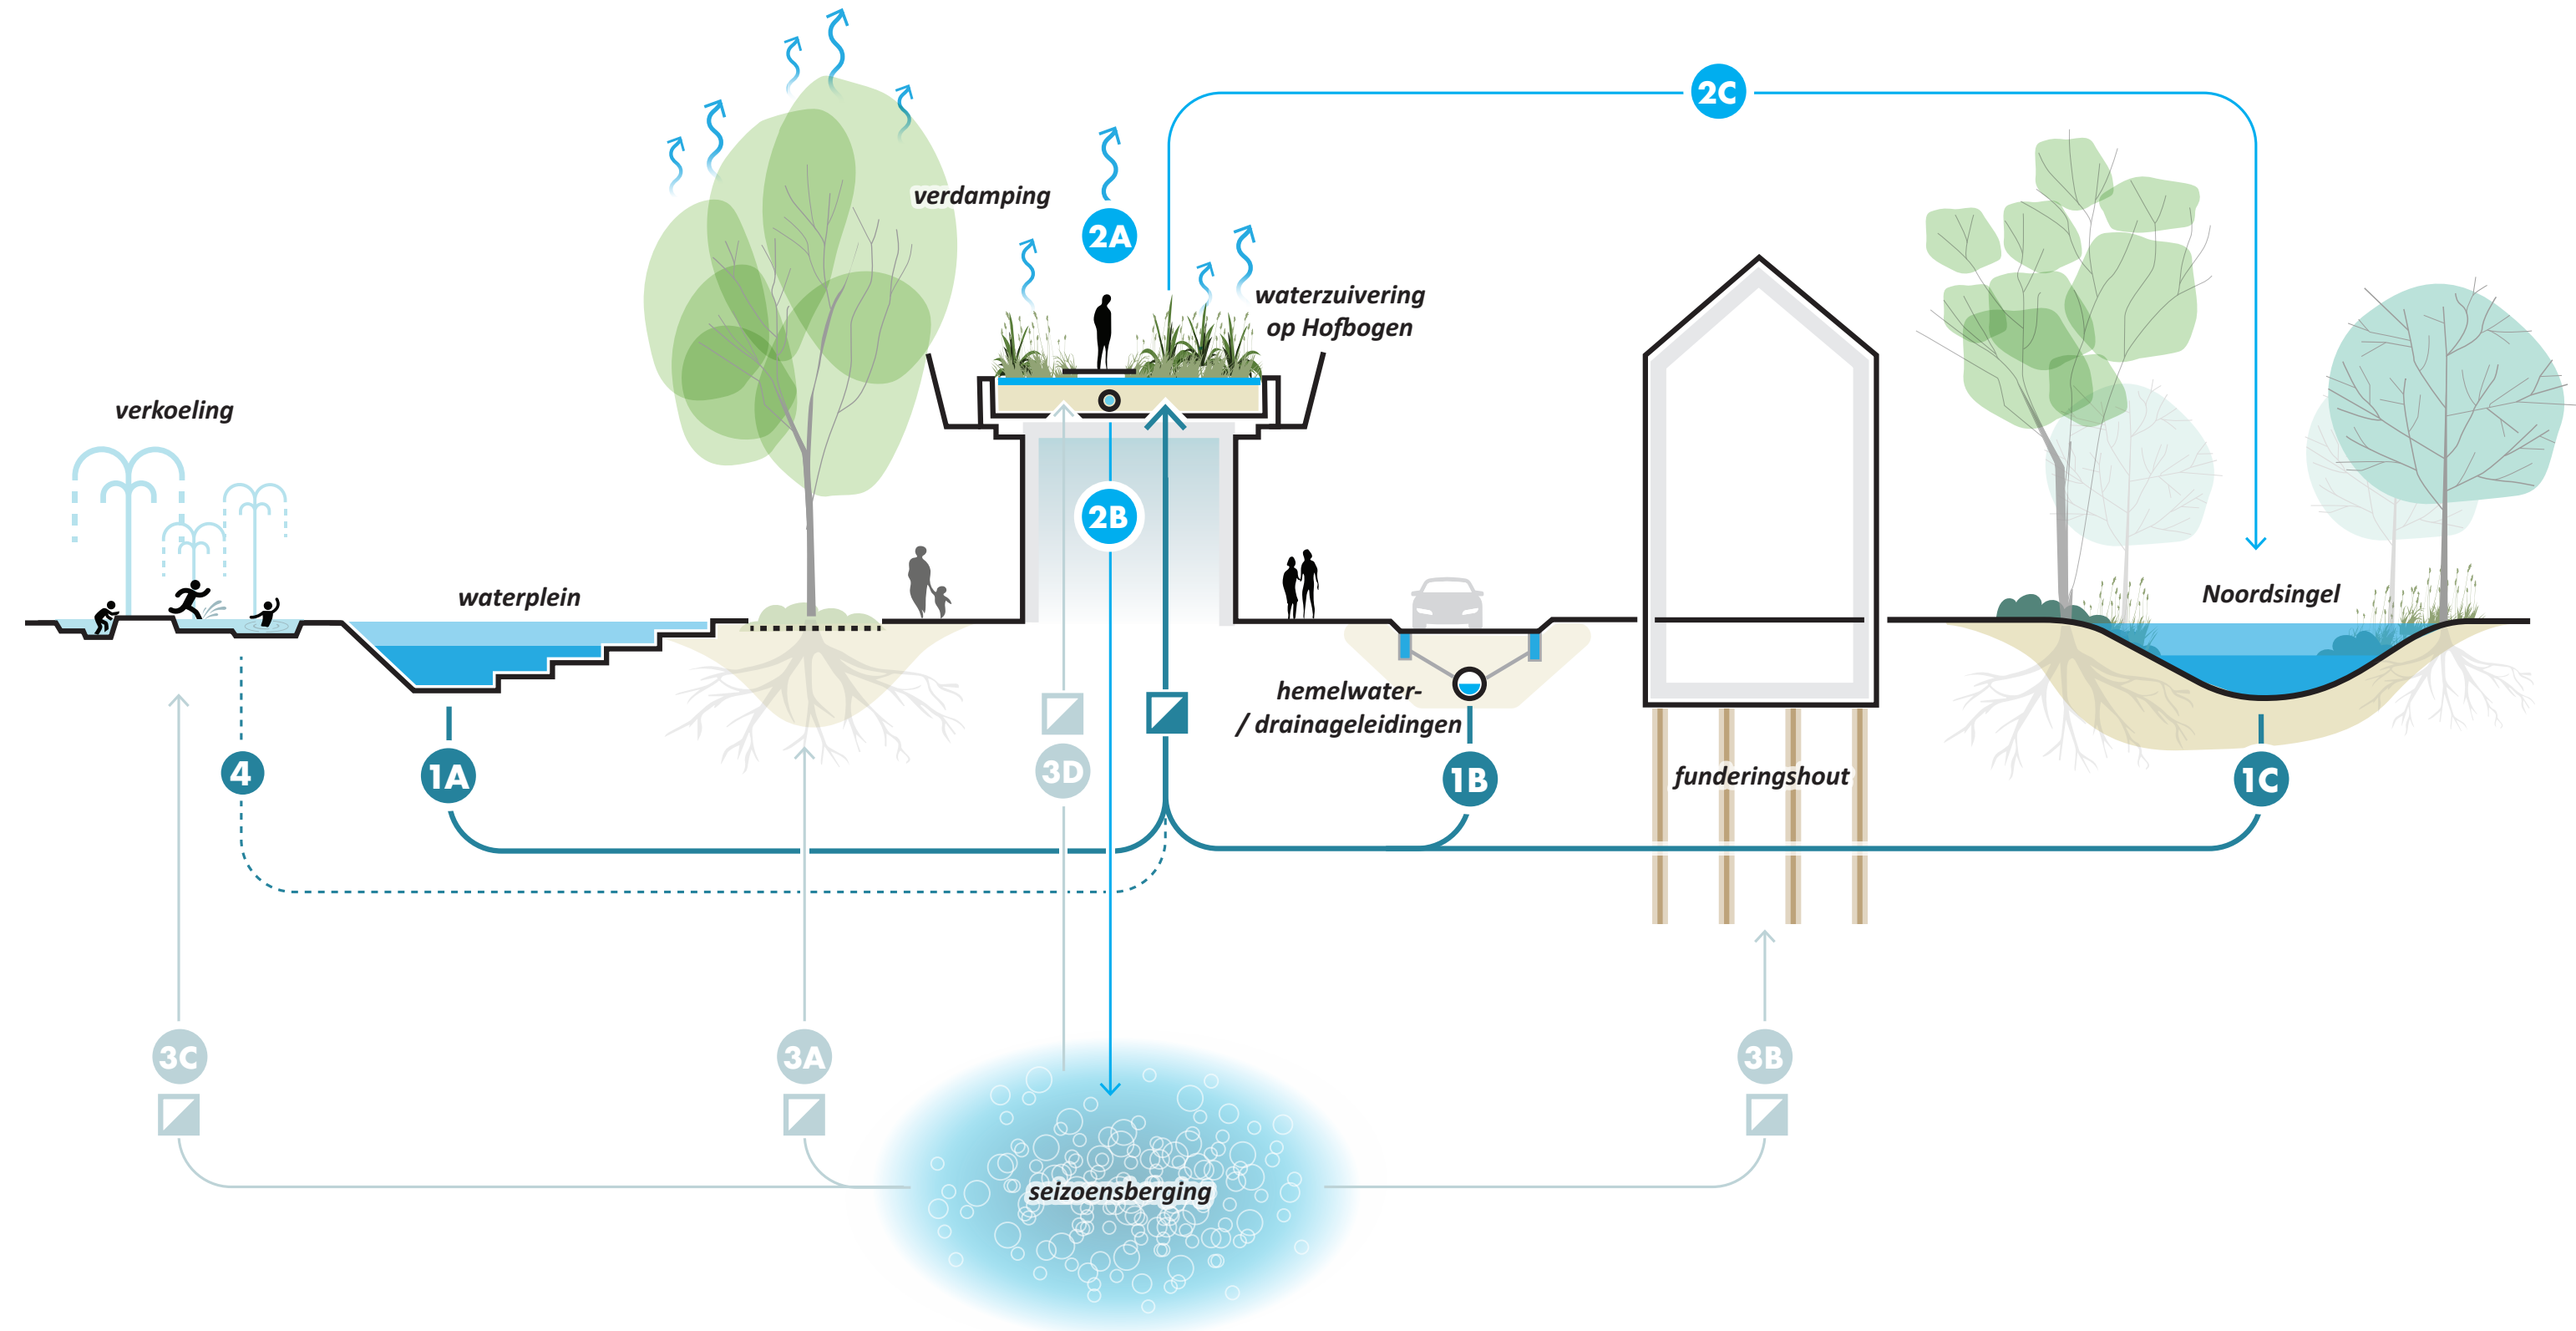 2C
verdamping
2A
waterzuivering
op Hofbogen
verkoeling
2B
waterplein
Noordsingel
hemelwater-
/ drainageleidingen
4
1A
3D
1B
funderingshout
1C
3C
3A
3B
seizoensberging